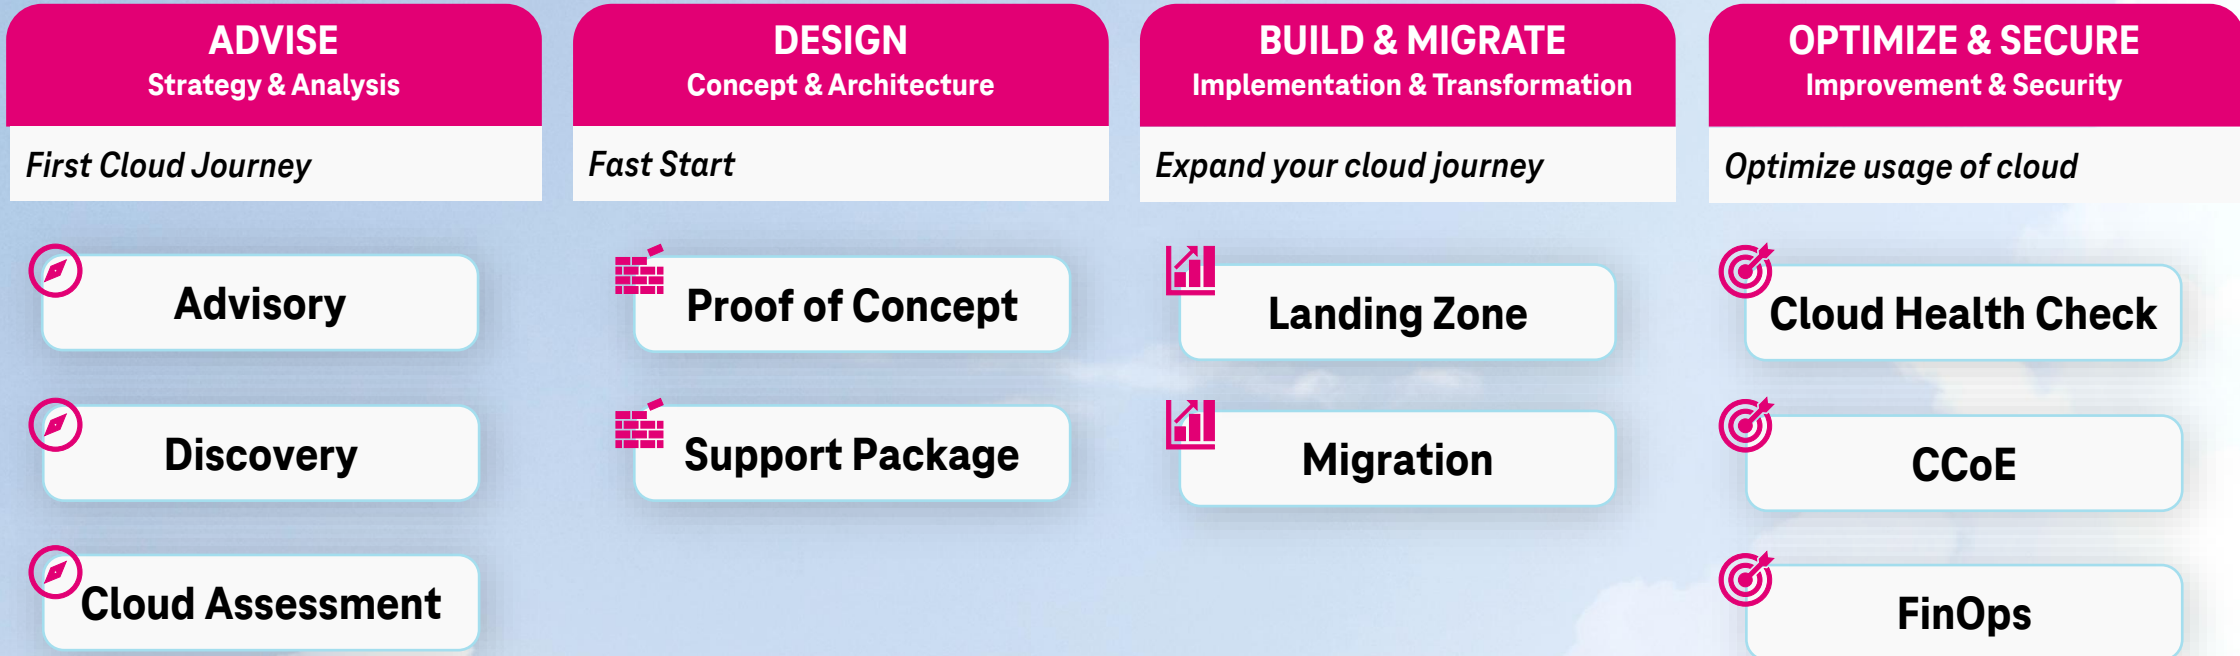 ADVISE
Strategy & Analysis
First Cloud Journey
Advisory
Discovery
Cloud Assessment
DESIGN
Concept & Architecture
Fast Start
Proof of Concept
Support Package
BUILD & MIGRATE
Implementation & Transformation
Expand your cloud journey
Landing Zone
Migration
OPTIMIZE & SECURE
Improvement & Security
Optimize usage of cloud
Cloud Health Check
CCoE
FinOps